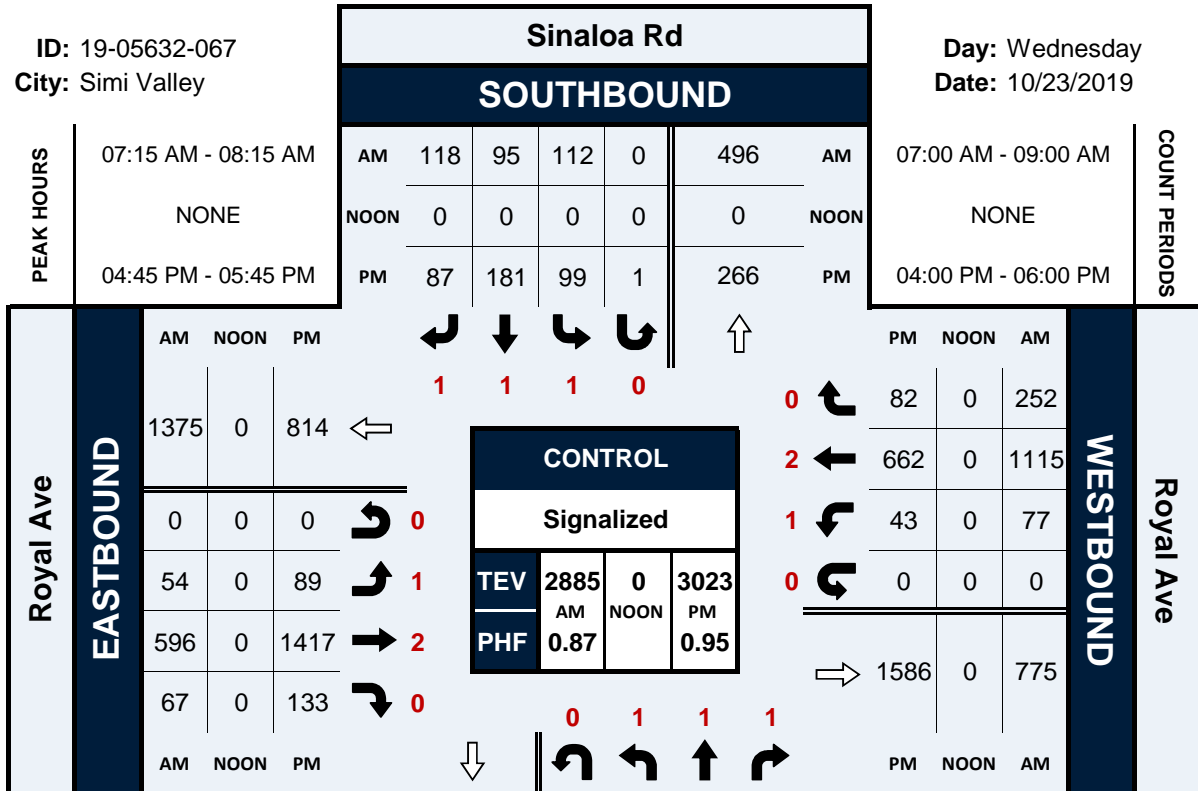 Sinaloa Rd
ID: 19-05632-067
Day: Wednesday
City: Simi Valley
Date: 10/23/2019
SOUTHBOUND
PEAK HOURS
07:15 AM - 08:15 AM
AM 118 95 112 0 496 AM
07:00 AM - 09:00 AM
COUNT PERIODS
NONE
NOON 0 0 0 0 0 NOON
NONE
04:45 PM - 05:45 PM
PM 87 181 99 1 266 PM
04:00 PM - 06:00 PM
Royal Ave
EASTBOUND
AM NOON PM
PM NOON AM
1 1 1 0
0 82 0 252
1375 0 814
2 662 0 1115
WESTBOUND
Royal Ave
CONTROL
Signalized
1 43 0 77
0 0 0 0
0 0 0 0
54 0 89 1
TEV 2885 0 3023
AM NOON PM
PHF 0.87 0.95
596 0 1417 2
1586 0 775
67 0 133 0
0 1 1 1
AM NOON PM
PM NOON AM